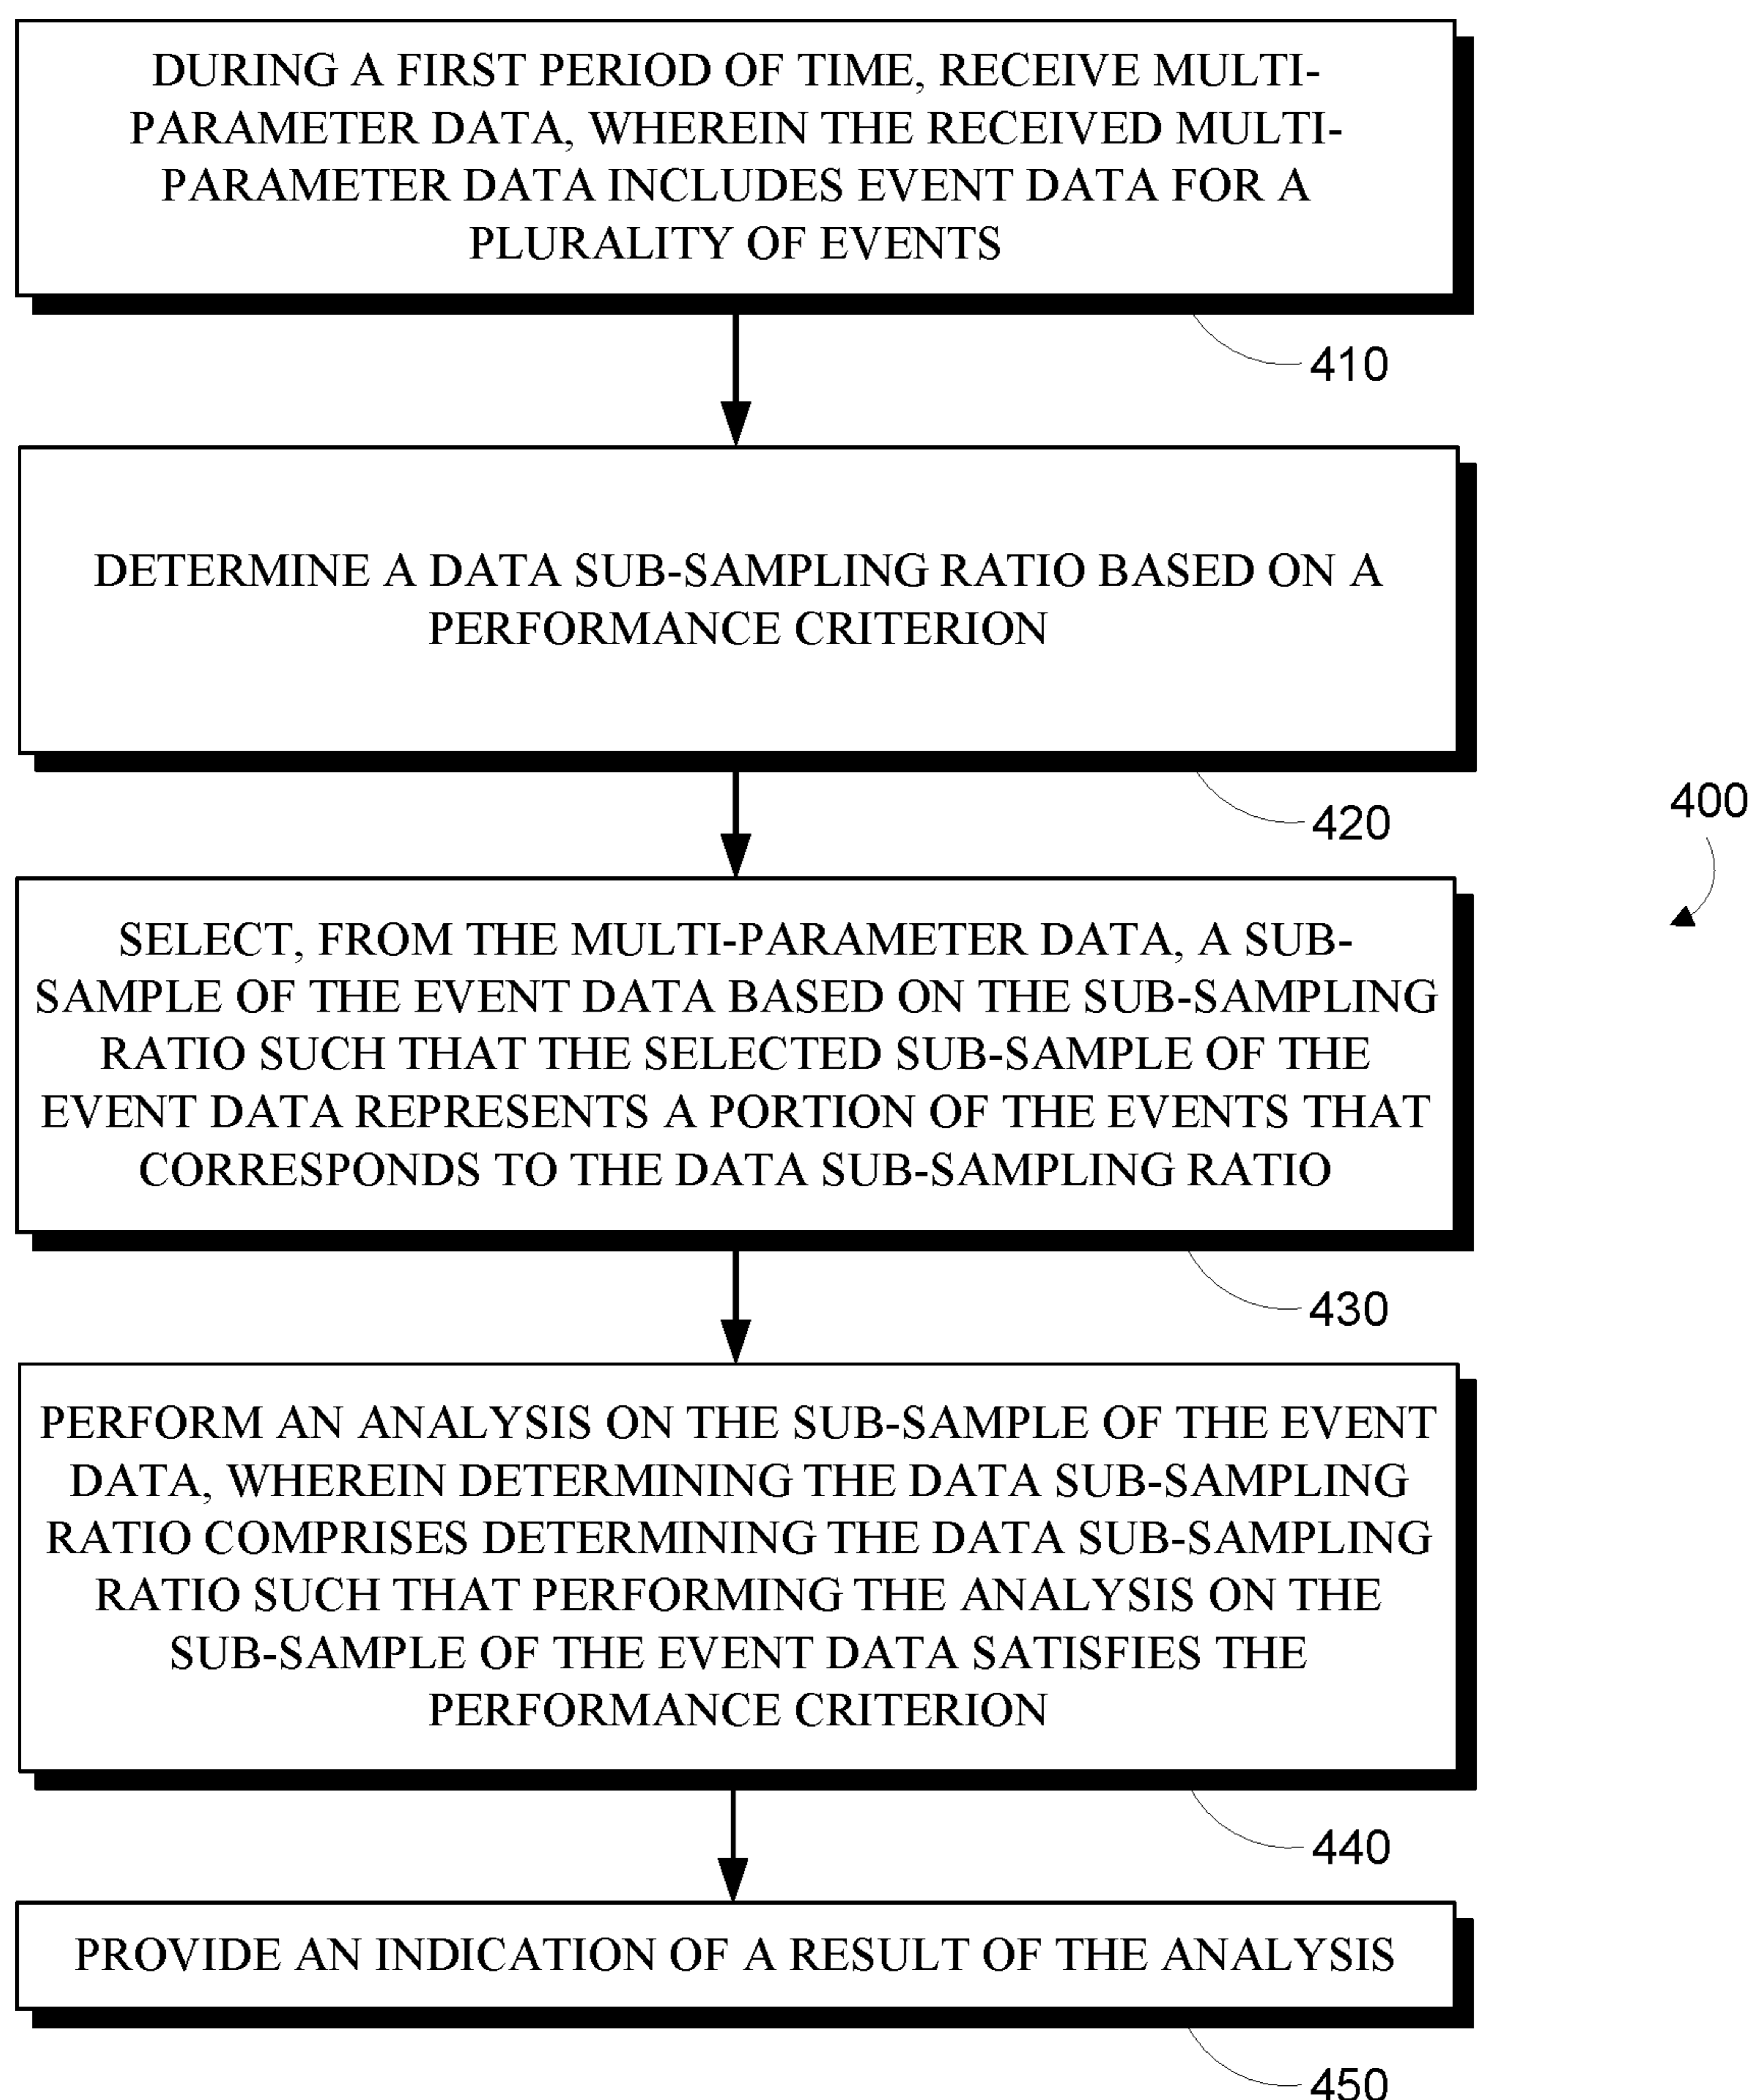 DURING A FIRST PERIOD OF TIME, RECEIVE MULTI-
PARAMETER DATA, WHEREIN THE RECEIVED MULTI-
PARAMETER DATA INCLUDES EVENT DATA FOR A
PLURALITY OF EVENTS
410
DETERMINE A DATA SUB-SAMPLING RATIO BASED ON A
PERFORMANCE CRITERION
420
400
SELECT, FROM THE MULTI-PARAMETER DATA, A SUB-
SAMPLE OF THE EVENT DATA BASED ON THE SUB-SAMPLING
RATIO SUCH THAT THE SELECTED SUB-SAMPLE OF THE
EVENT DATA REPRESENTS A PORTION OF THE EVENTS THAT
CORRESPONDS TO THE DATA SUB-SAMPLING RATIO
430
PERFORM AN ANALYSIS ON THE SUB-SAMPLE OF THE EVENT
DATA, WHEREIN DETERMINING THE DATA SUB-SAMPLING
RATIO COMPRISES DETERMINING THE DATA SUB-SAMPLING
RATIO SUCH THAT PERFORMING THE ANALYSIS ON THE
SUB-SAMPLE OF THE EVENT DATA SATISFIES THE
PERFORMANCE CRITERION
440
PROVIDE AN INDICATION OF A RESULT OF THE ANALYSIS
450